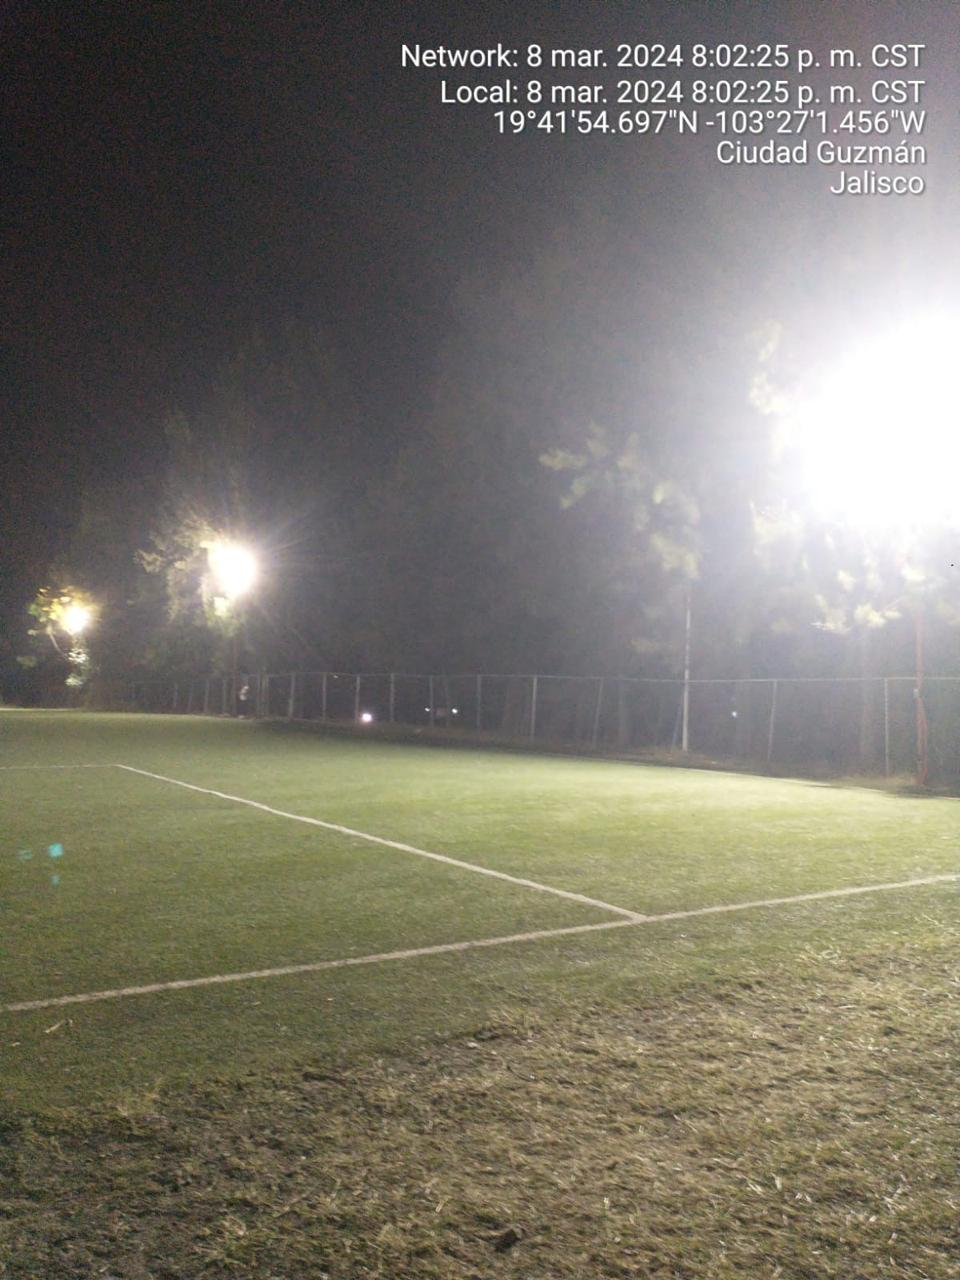 Network: 8 mar. 2024 8:02:25 p. m. CST
Local: 8 mar. 2024 8:02:25 p. m. CST
19°41'54.697"N -103°27'1.456"W
Ciudad Guzmán
Jalisco